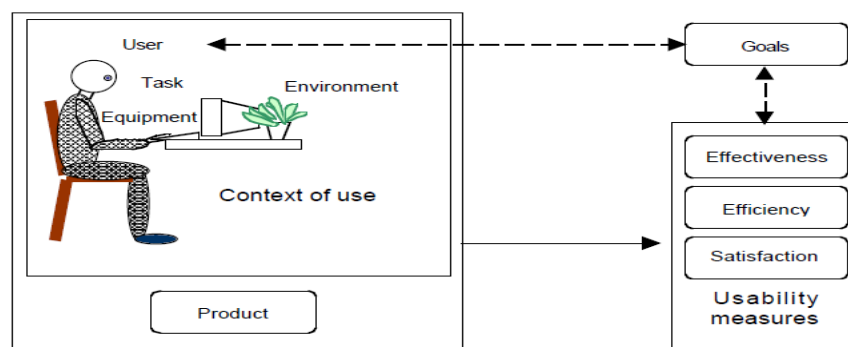 User
Goals
Task
Environment
Equipment
Effectiveness
Context of use
Efficiency
Satisfaction
Product
Usability
measures